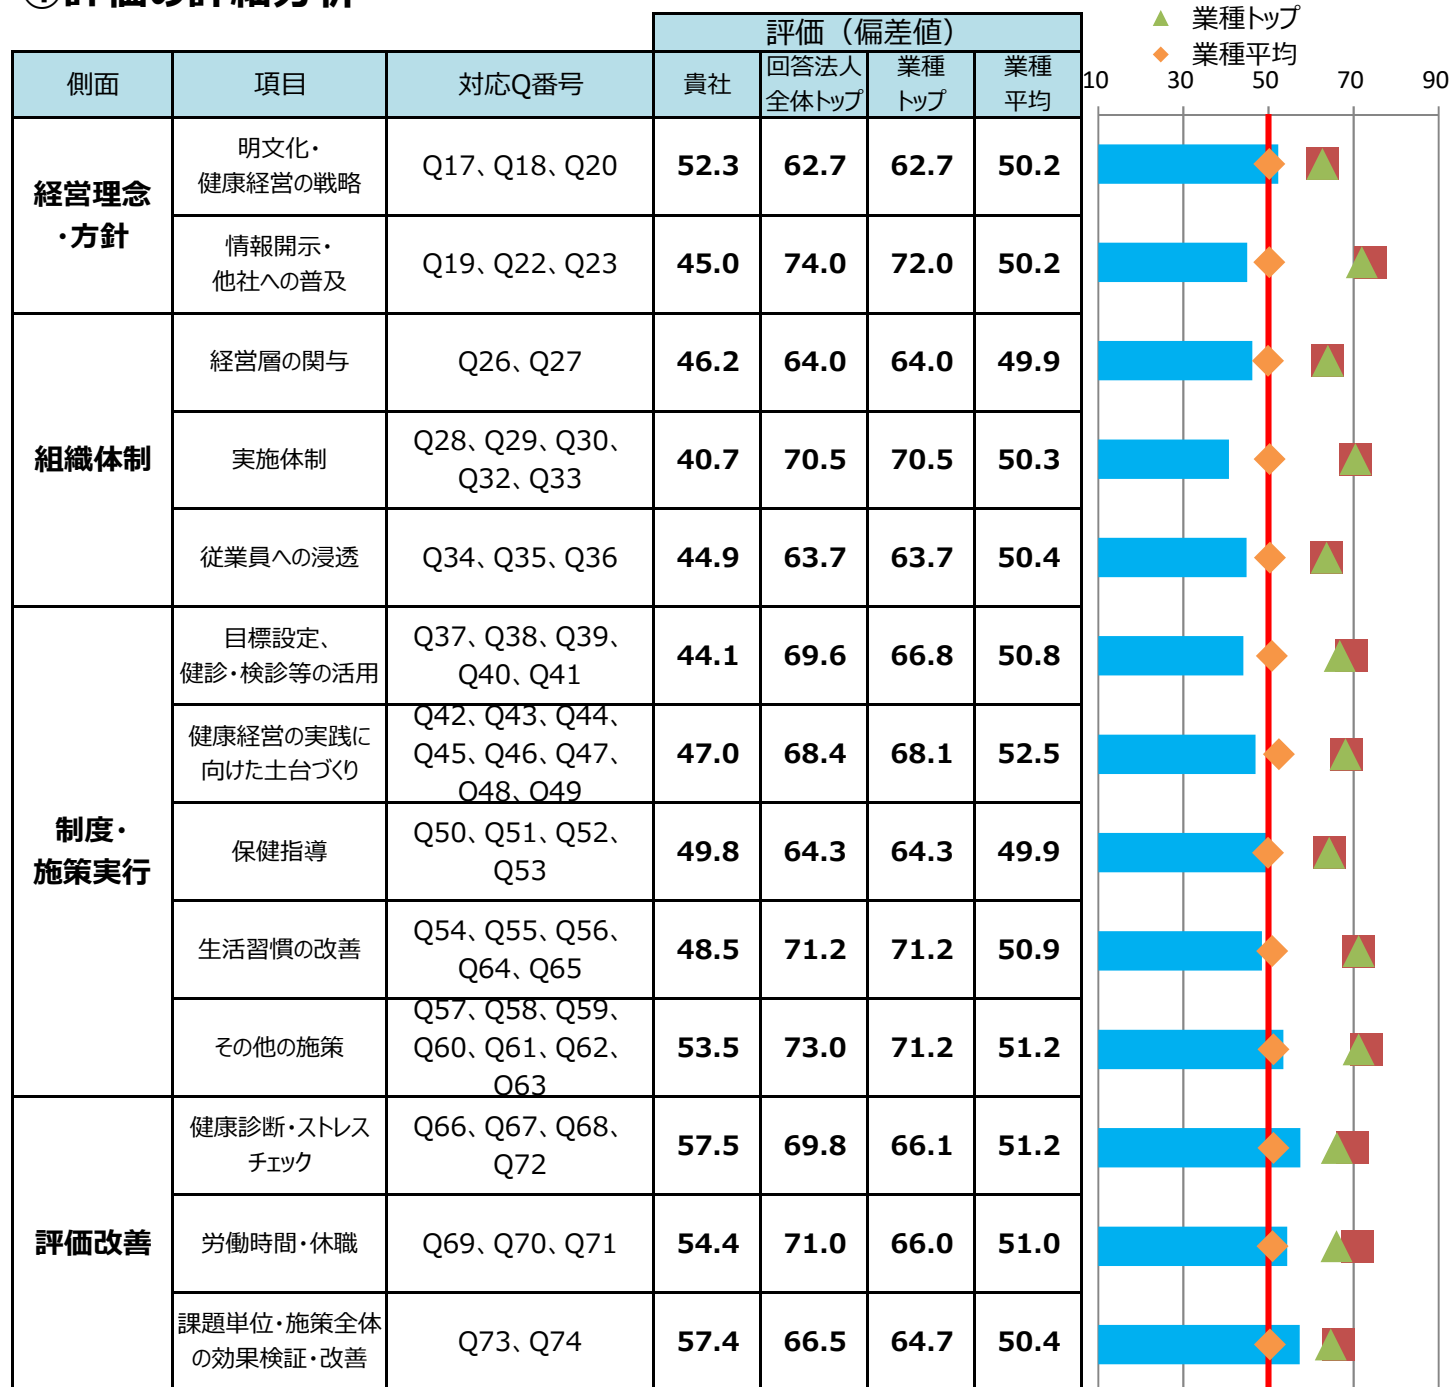 ①評価の詳細分析
業種トップ
業種平均
評価（偏差値）
側面 項目 対応Q番号 貴社 回答法人全体トップ 業種トップ 業種平均
10 30 50 70 90
経営理念・方針
明文化・健康経営の戦略 Q17、Q18、Q20 52.3 62.7 62.7 50.2
情報開示・他社への普及 Q19、Q22、Q23 45.0 74.0 72.0 50.2
組織体制
経営層の関与 Q26、Q27 46.2 64.0 64.0 49.9
実施体制 Q28、Q29、Q30、Q32、Q33 40.7 70.5 70.5 50.3
従業員への浸透 Q34、Q35、Q36 44.9 63.7 63.7 50.4
制度・施策実行
目標設定、健診・検診等の活用 Q37、Q38、Q39、Q40、Q41 44.1 69.6 66.8 50.8
健康経営の実践に向けた土台づくり Q42、Q43、Q44、Q45、Q46、Q47、Q48、Q49 47.0 68.4 68.1 52.5
保健指導 Q50、Q51、Q52、Q53 49.8 64.3 64.3 49.9
生活習慣の改善 Q54、Q55、Q56、Q64、Q65 48.5 71.2 71.2 50.9
その他の施策 Q57、Q58、Q59、Q60、Q61、Q62、Q63 53.5 73.0 71.2 51.2
評価改善
健康診断・ストレスチェック Q66、Q67、Q68、Q72 57.5 69.8 66.1 51.2
労働時間・休職 Q69、Q70、Q71 54.4 71.0 66.0 51.0
課題単位・施策全体の効果検証・改善 Q73、Q74 57.4 66.5 64.7 50.4